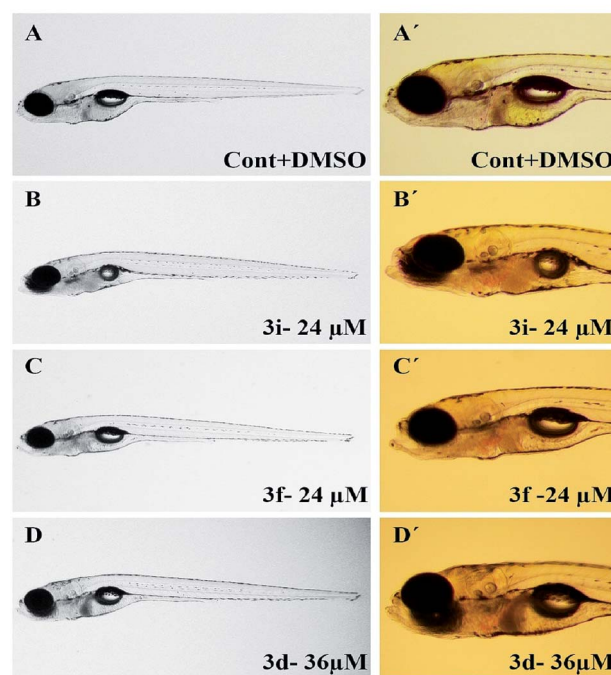 A
Cont+DMSO
A´
Cont+DMSO
B
3i- 24 µM
B´
3i- 24 µM
C
3f- 24 µM
C´
3f -24 µM
D
3d- 36µM
D´
3d- 36µM